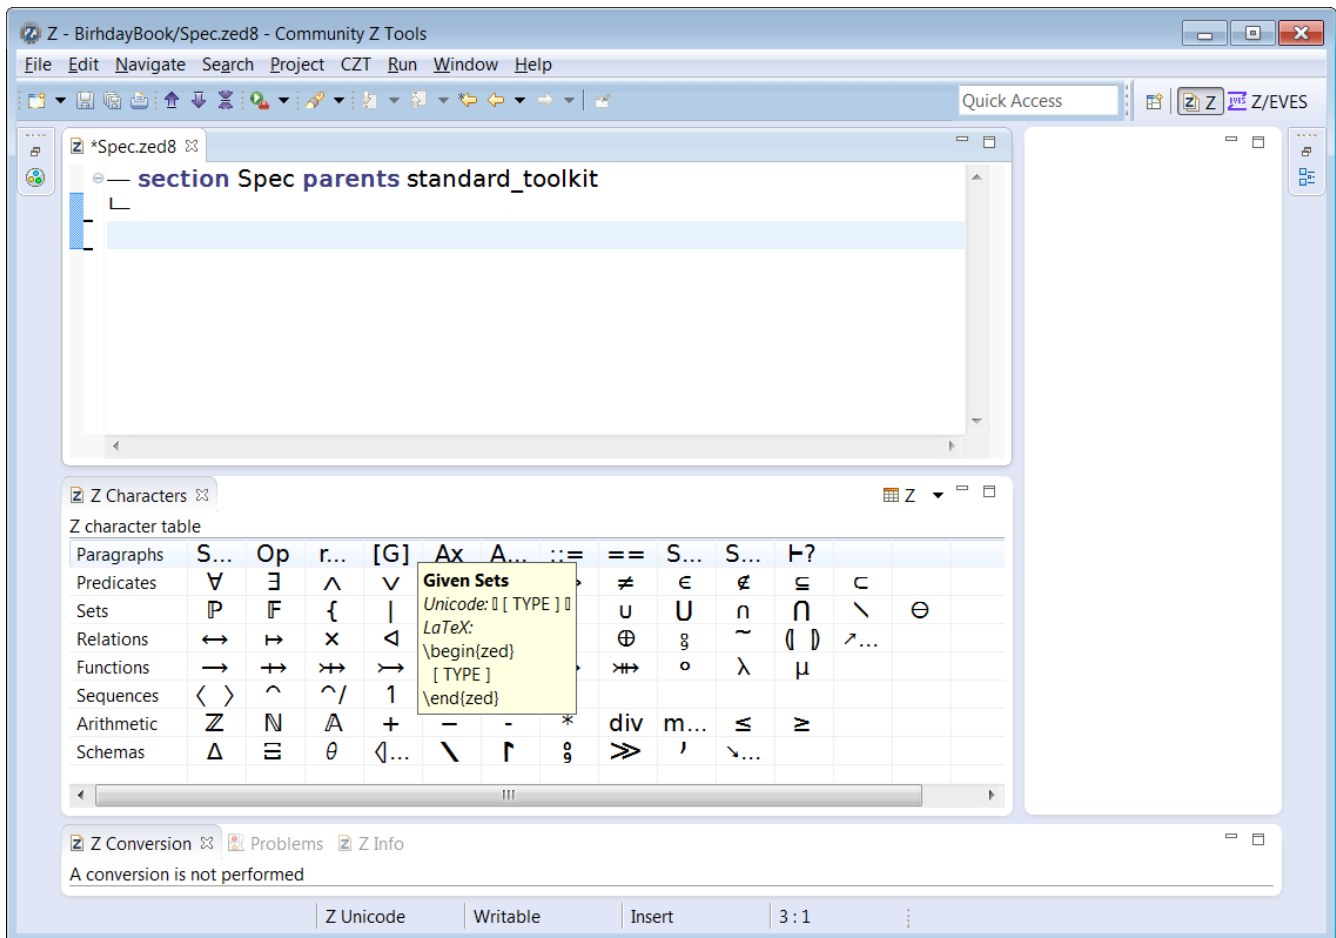 Z - BirhdayBook/Spec.zed8 - Community Z Tools
File Edit Navigate Search Project CZT Run Window Help
Quick Access
Z
Z/EVES
*Spec.zed8
section Spec parents standard_toolkit
Z Characters
Z
Z character table
Paragraphs S... Op r... [G] Ax A... ::= == S... S... ⊢?
Predicates ∀ ∃ ∧ ∨ ≠ ∈ ∉ ⊆ ⊂
Sets ℙ 𝔽 { | ∪ ⋃ ∩ ⋂ \ ⊖
Relations ↔ ↦ × ◁ ⊕ ⨾ ~ ⦇ ⦈ ↗...
Functions → ⇸ ⤔ ↣ ⤀ ∘ λ μ
Sequences ⟨ ⟩ ⁀ ⁀/ 1
Arithmetic ℤ ℕ 𝔸 + − - * div m... ≤ ≥
Schemas Δ Ξ θ ⦉... ⧹ ↾ ⨟ ⨠ ′ ↘...
Given Sets
Unicode: [ TYPE ]
LaTeX:
\begin{zed}
[ TYPE ]
\end{zed}
Z Conversion Problems Z Info
A conversion is not performed
Z Unicode Writable Insert 3 : 1